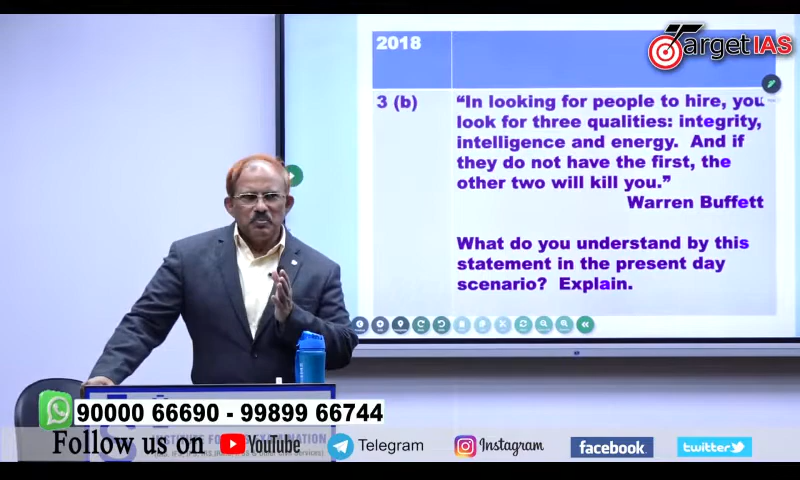 2018
Target IAS
3 (b)
“In looking for people to hire, you
look for three qualities: integrity,
intelligence and energy. And if
they do not have the first, the
other two will kill you.”
Warren Buffett
What do you understand by this
statement in the present day
scenario? Explain.
90000 66690 - 99899 66744
Follow us on YouTube Telegram Instagram facebook twitter